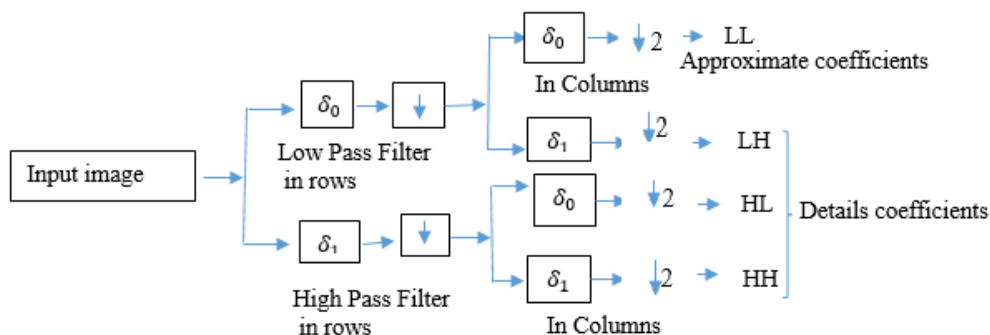 δ₀
↓2
LL
Approximate coefficients
In Columns
δ₀
↓
Low Pass Filter
in rows
δ₁
↓2
LH
Input image
δ₀
↓2
HL
Details coefficients
δ₁
↓
High Pass Filter
in rows
δ₁
↓2
HH
In Columns